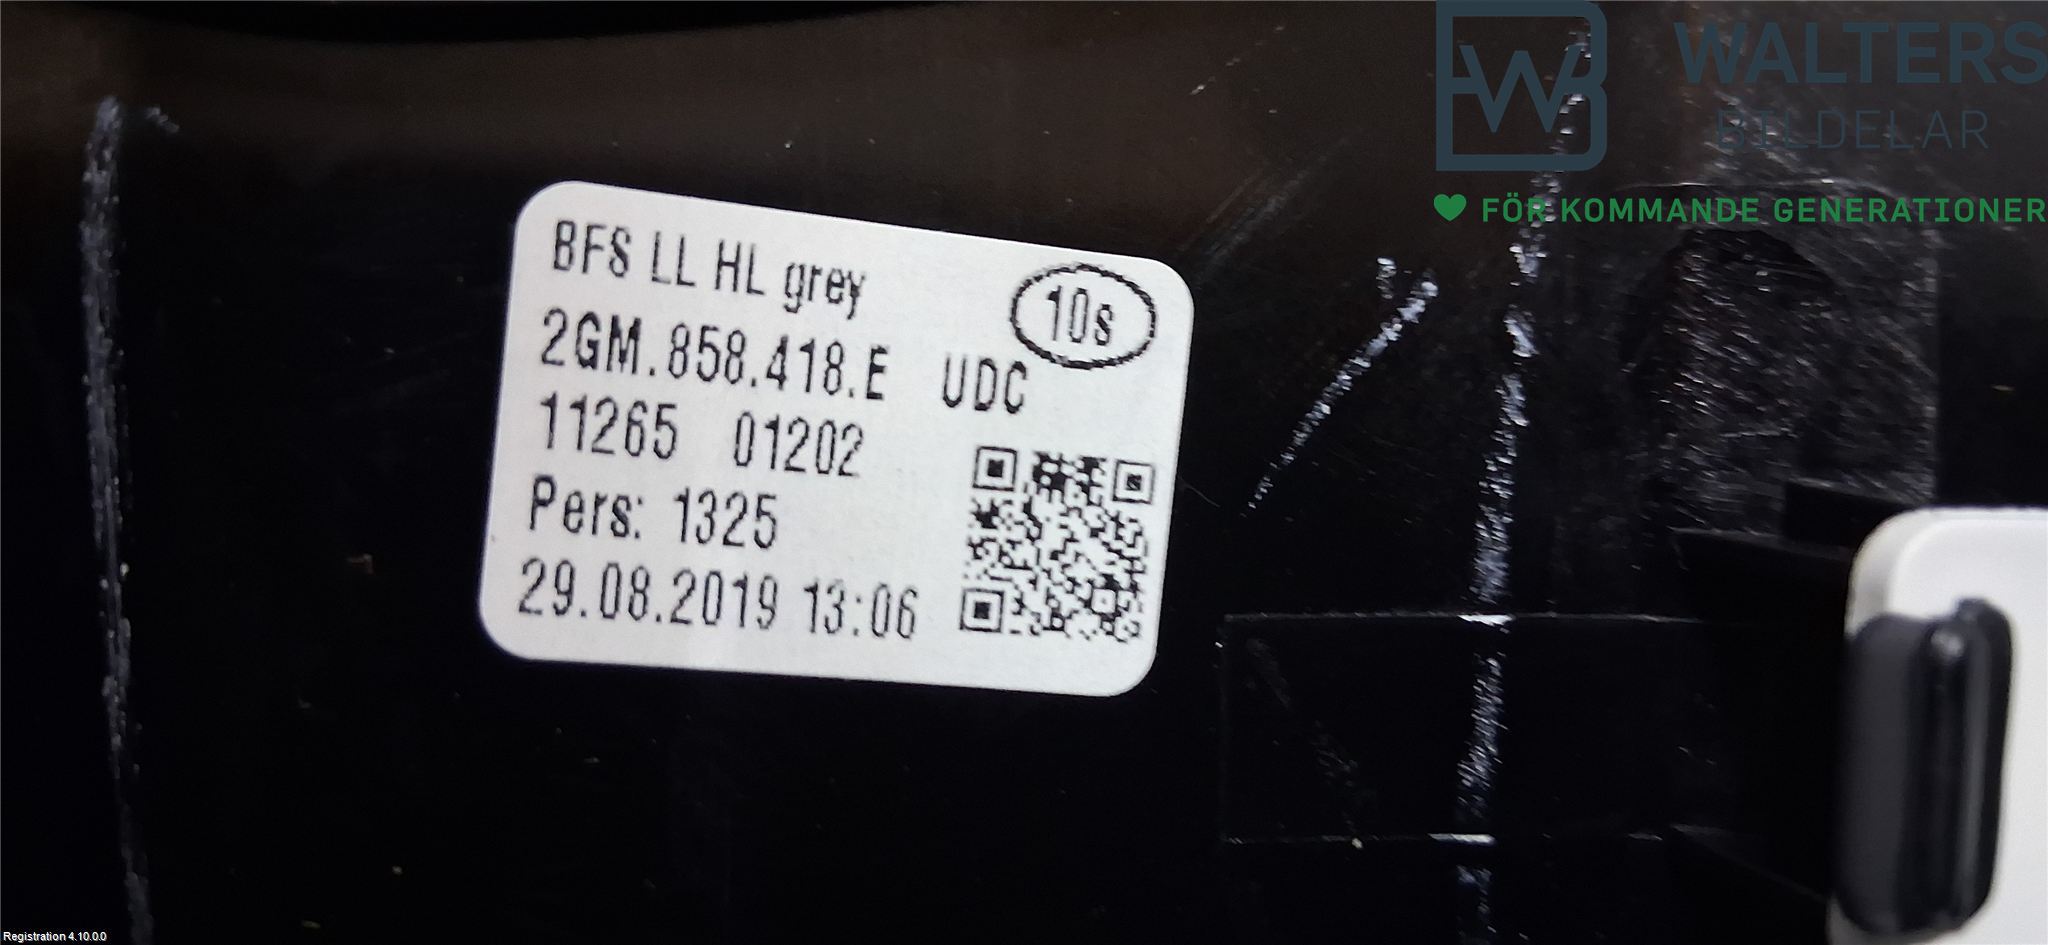 WALTERS
BILDELAR
FÖR KOMMANDE GENERATIONER
BFS LL HL grey
10s
2GM.858.418.E UDC
11265 01202
Pers: 1325
29.08.2019 13:06
Registration 4.10.0.0